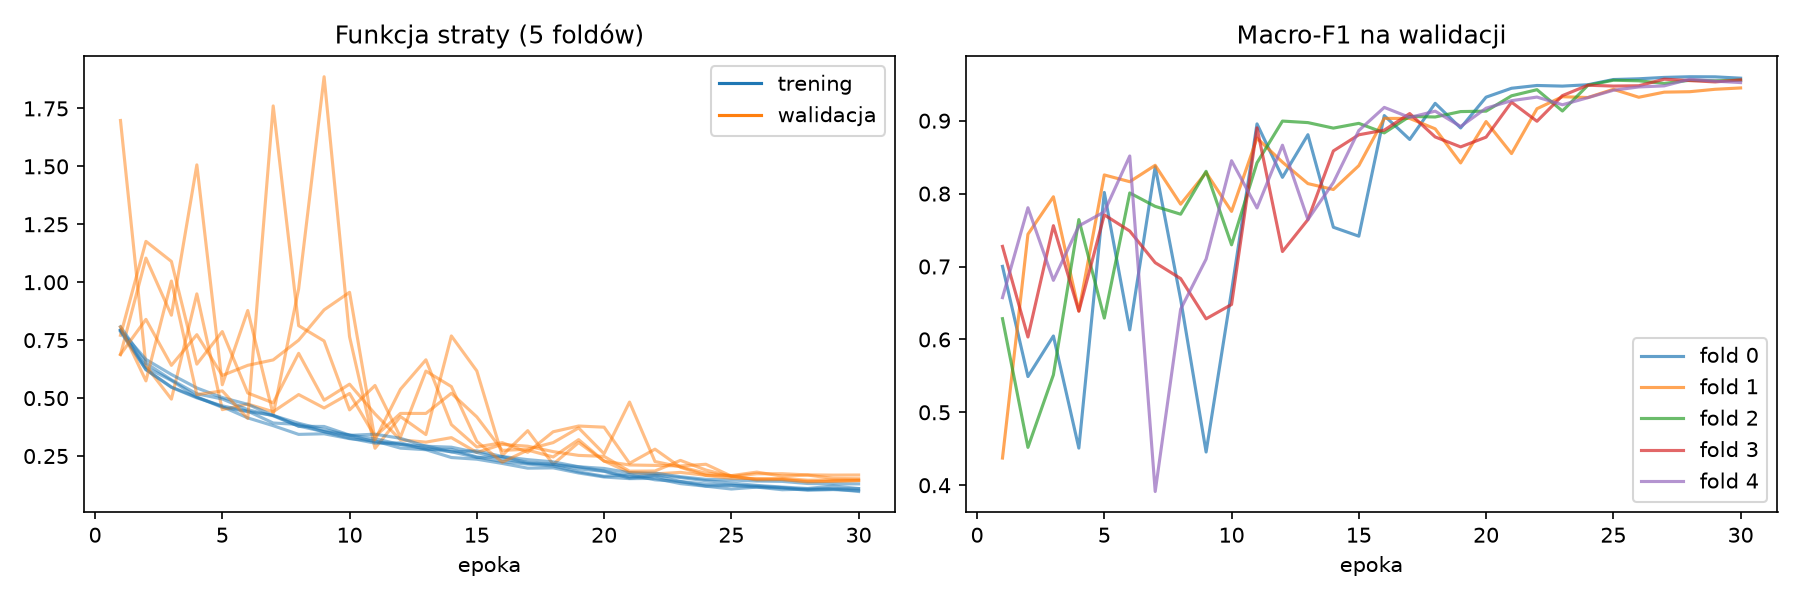 Funkcja straty (5 foldów)
trening
walidacja
1.75
1.50
1.25
1.00
0.75
0.50
0.25
0 5 10 15 20 25 30
epoka
Macro-F1 na walidacji
0.9
0.8
0.7
0.6
0.5
0.4
fold 0
fold 1
fold 2
fold 3
fold 4
0 5 10 15 20 25 30
epoka